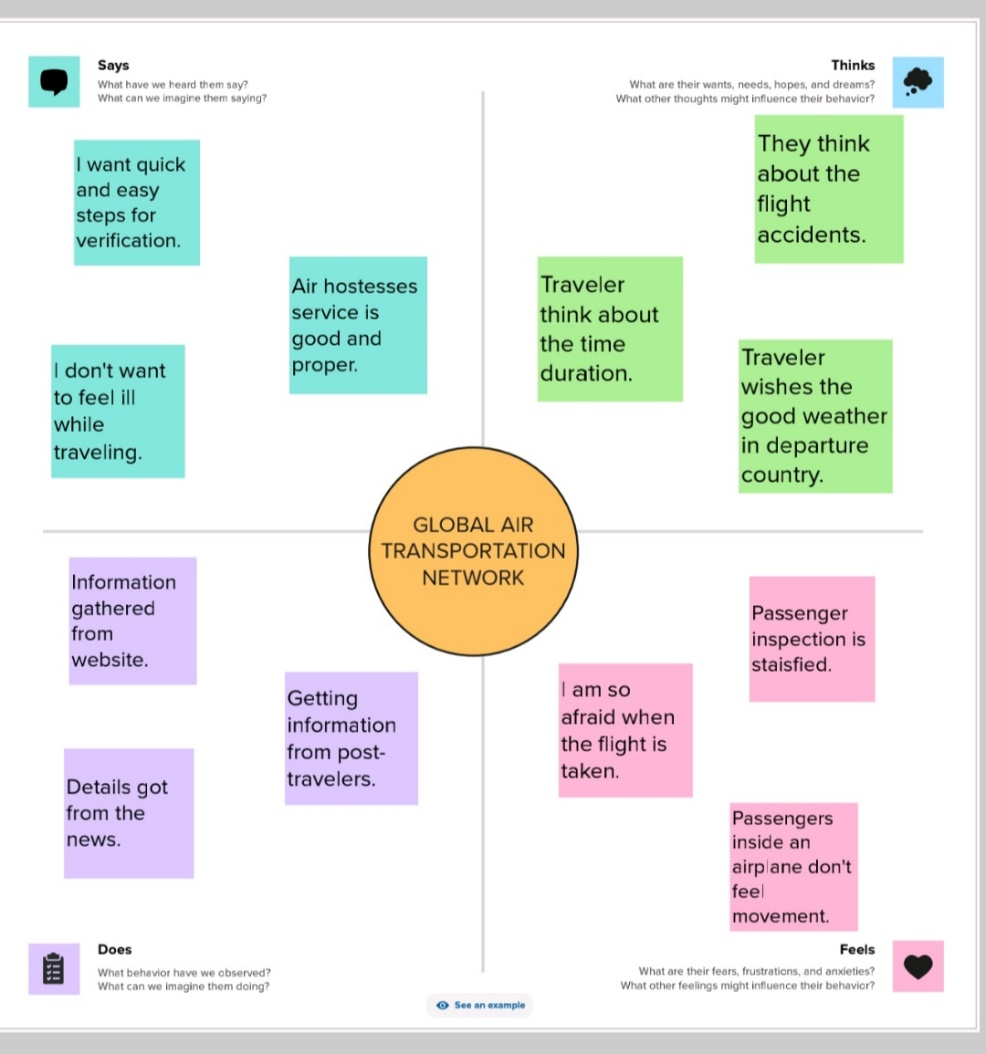 Says
What have we heard them say?
What can we imagine them saying?
Thinks
What are their wants, needs, hopes, and dreams?
What other thoughts might influence their behavior?
I want quick
and easy
steps for
verification.
Air hostesses
service is
good and
proper.
I don't want
to feel ill
while
traveling.
They think
about the
flight
accidents.
Traveler
think about
the time
duration.
Traveler
wishes the
good weather
in departure
country.
GLOBAL AIR
TRANSPORTATION
NETWORK
Information
gathered
from
website.
Getting
information
from post-
travelers.
Details got
from the
news.
Passenger
inspection is
staisfied.
I am so
afraid when
the flight is
taken.
Passengers
inside an
airplane don't
feel
movement.
Does
What behavior have we observed?
What can we imagine them doing?
Feels
What are their fears, frustrations, and anxieties?
What other feelings might influence their behavior?
See an example